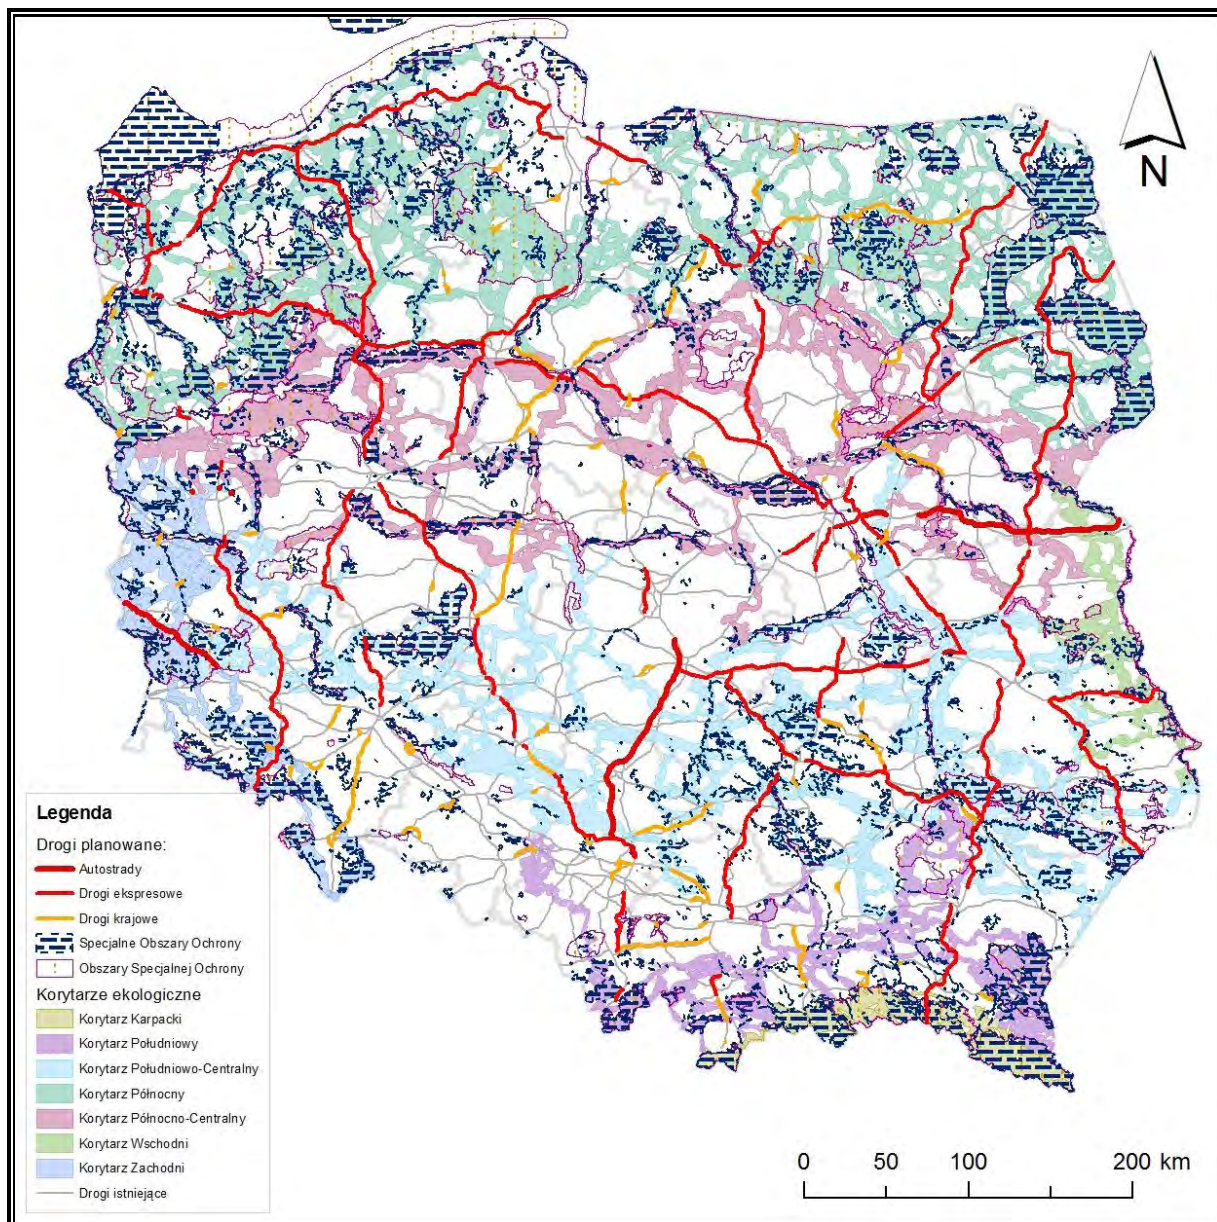 N
Legenda
Drogi planowane:
Autostrady
Drogi ekspresowe
Drogi krajowe
Specjalne Obszary Ochrony
Obszary Specjalnej Ochrony
Korytarze ekologiczne
Korytarz Karpacki
Korytarz Południowy
Korytarz Południowo-Centralny
Korytarz Północny
Korytarz Północno-Centralny
Korytarz Wschodni
Korytarz Zachodni
Drogi istniejące
0 50 100 200 km